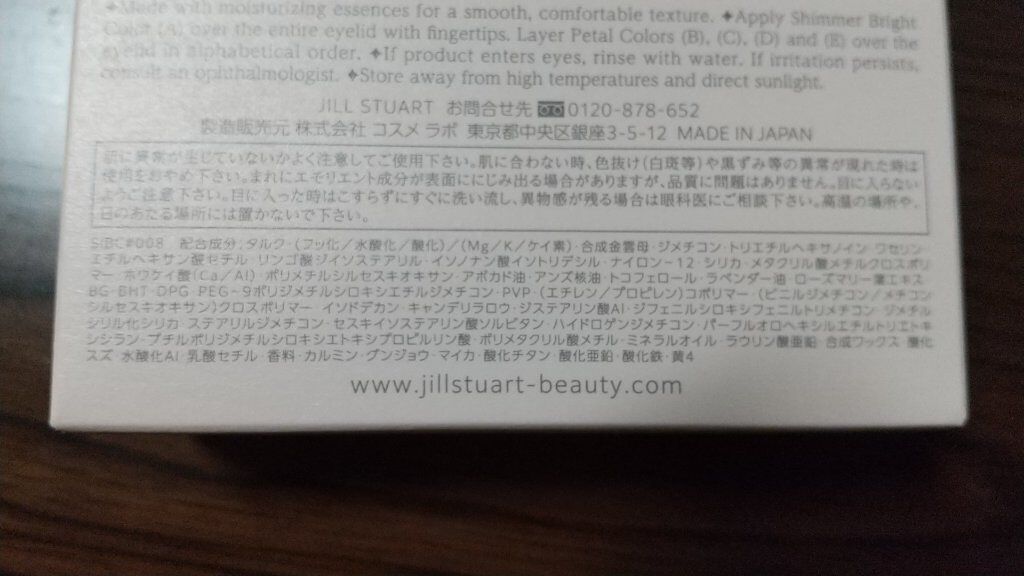 ✦Made with moisturizing essences for a smooth, comfortable texture. ✦Apply Shimmer Bright
Color (A) over the entire eyelid with fingertips. Layer Petal Colors (B), (C), (D) and (E) over the
eyelid in alphabetical order. ✦If product enters eyes, rinse with water. If irritation persists,
consult an ophthalmologist. ✦Store away from high temperatures and direct sunlight.
JILL STUART お問合せ先 0120-878-652
製造販売元 株式会社 コスメ ラボ 東京都中央区銀座3-5-12 MADE IN JAPAN
肌に異常が生じていないかよく注意してご使用下さい。肌に合わない時、色抜け(白斑等)や黒ずみ等の異常が現れた時は
使用をおやめ下さい。まれにエモリエント成分が表面ににじみ出る場合がありますが、品質に問題はありません。目に入らない
ようご注意下さい。目に入った時はこすらずにすぐに洗い流し、異物感が残る場合は眼科医にご相談下さい。高温の場所や、
日のあたる場所には置かないで下さい。
SIBC#008 配合成分:タルク・(フッ化/水酸化/酸化)/(Mg/K/ケイ素)・合成金雲母・ジメチコン・トリエチルヘキサノイン・ワセリン・
エチルヘキサン酸セチル・リンゴ酸ジイソステアリル・イソノナン酸イソトリデシル・ナイロン-12・シリカ・メタクリル酸メチルクロスポリ
マー・ホウケイ酸(Ca/Al)・ポリメチルシルセスキオキサン・アボカド油・アンズ核油・トコフェロール・ラベンダー油・ローズマリー葉エキス・
BG・BHT・DPG・PEG-9ポリジメチルシロキシエチルジメチコン・PVP・(エチレン/プロピレン)コポリマー・(ビニルジメチコン/メチコン
シルセスキオキサン)クロスポリマー・イソドデカン・キャンデリラロウ・ジステアリン酸Al・ジフェニルシロキシフェニルトリメチコン・ジメチル
シリル化シリカ・ステアリルジメチコン・セスキイソステアリン酸ソルビタン・ハイドロゲンジメチコン・パーフルオロヘキシルエチルトリエトキ
シシラン・ブチルポリジメチルシロキシエトキシプロピルリン酸・ポリメタクリル酸メチル・ミネラルオイル・ラウリン酸亜鉛・合成ワックス・酸化
スズ・水酸化Al・乳酸セチル・香料・カルミン・グンジョウ・マイカ・酸化チタン・酸化亜鉛・酸化鉄・黄4
www.jillstuart-beauty.com